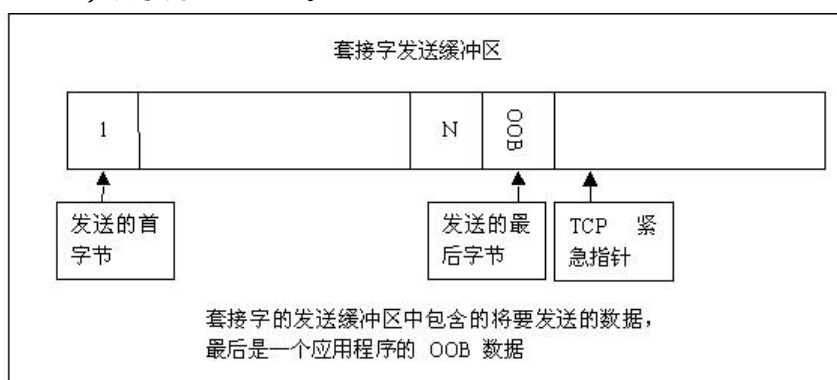 套接字发送缓冲区
1
N
OOB
发送的首
字节
发送的最
后字节
TCP 紧
急指针
套接字的发送缓冲区中包含的将要发送的数据,
最后是一个应用程序的 OOB 数据